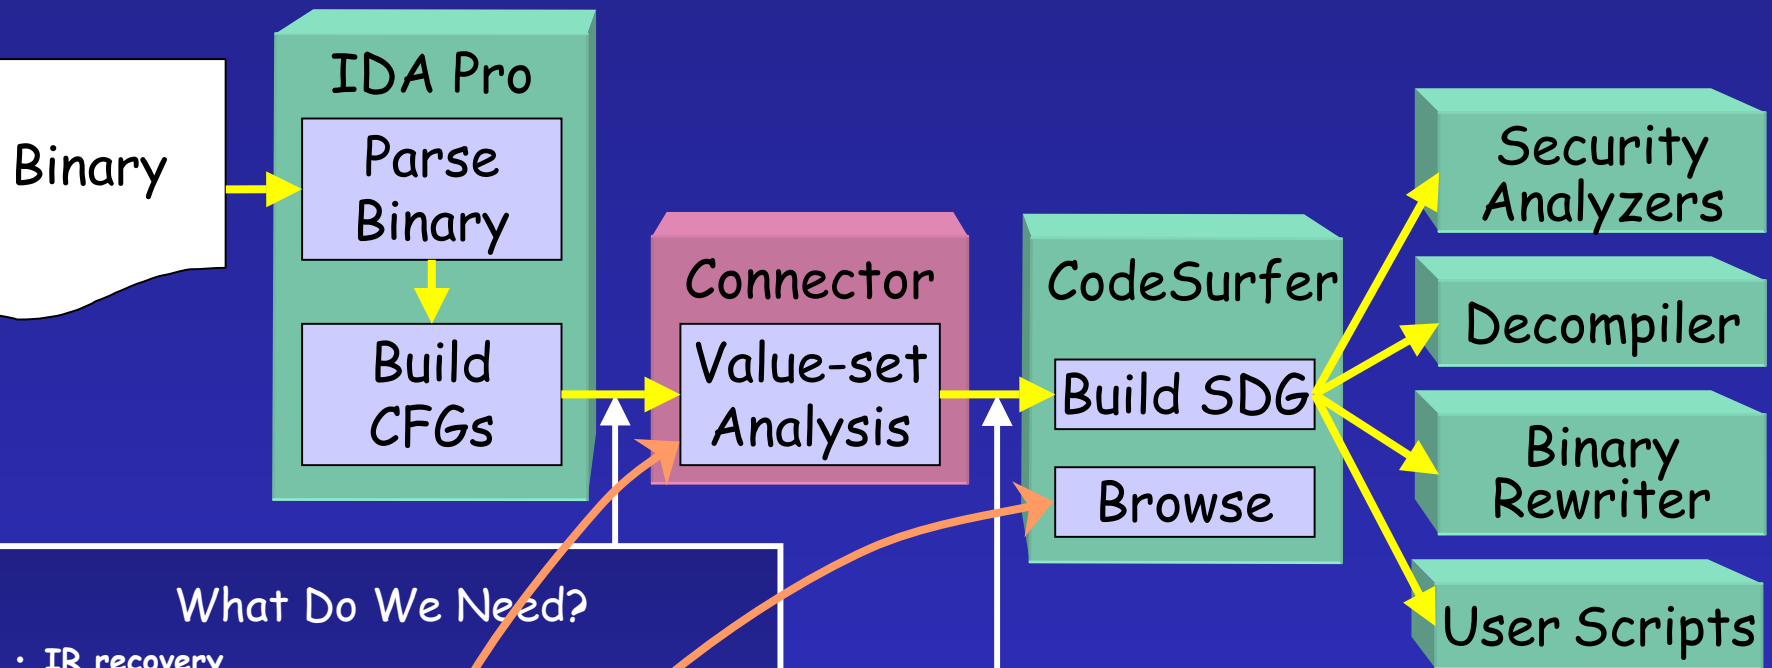 Binary
IDA Pro
Parse
Binary
Build
CFGs
Connector
Value-set
Analysis
CodeSurfer
Build SDG
Browse
Security
Analyzers
Decompiler
Binary
Rewriter
User Scripts
What Do We Need?
• IR recovery